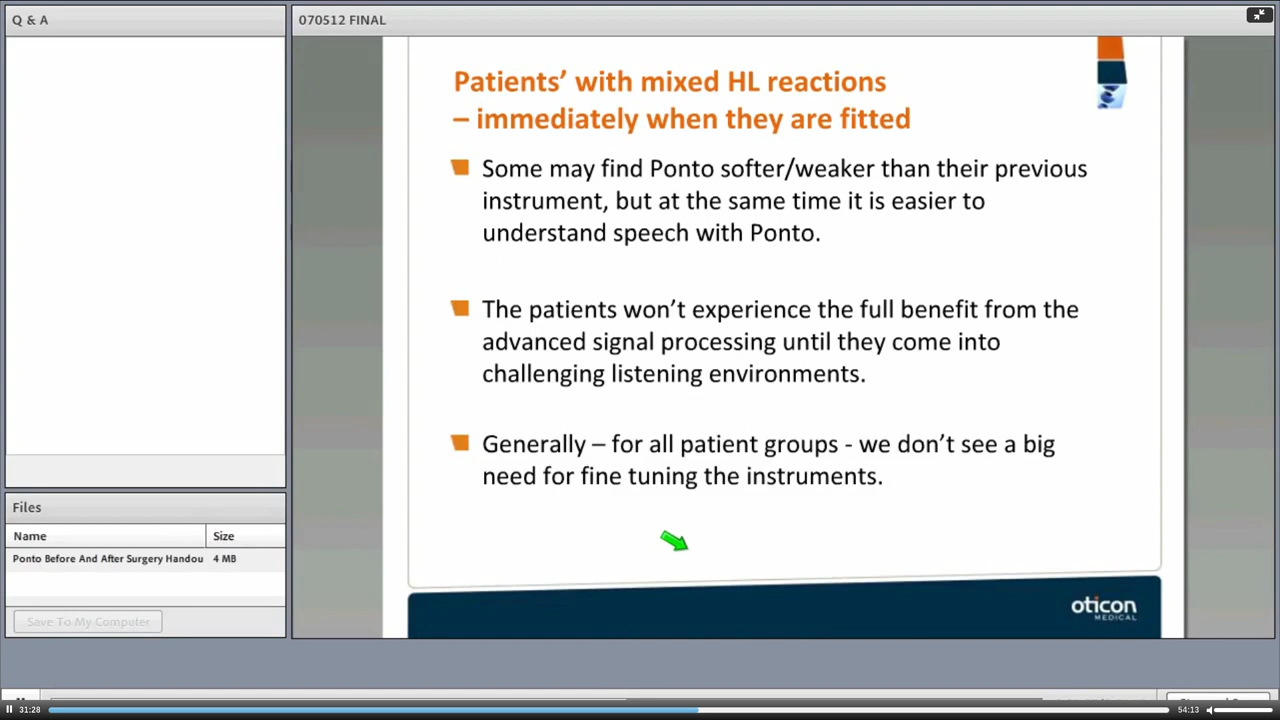 Q & A
070512 FINAL
Patients’ with mixed HL reactions
– immediately when they are fitted
Some may find Ponto softer/weaker than their previous
instrument, but at the same time it is easier to
understand speech with Ponto.
The patients won’t experience the full benefit from the
advanced signal processing until they come into
challenging listening environments.
Generally – for all patient groups - we don’t see a big
need for fine tuning the instruments.
oticon
MEDICAL
Files
Name Size
Ponto Before And After Surgery Handou 4 MB
Save To My Computer
31:28
54:13